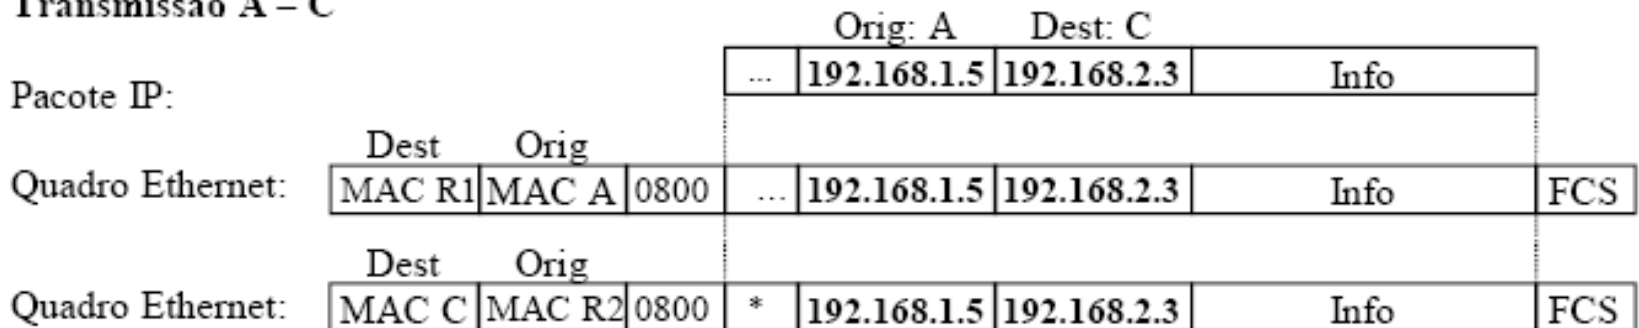 Transmissão A – C
Orig: A Dest: C
Pacote IP: ... 192.168.1.5 192.168.2.3 Info
Dest Orig
Quadro Ethernet: MAC R1 MAC A 0800 ... 192.168.1.5 192.168.2.3 Info FCS
Dest Orig
Quadro Ethernet: MAC C MAC R2 0800 * 192.168.1.5 192.168.2.3 Info FCS